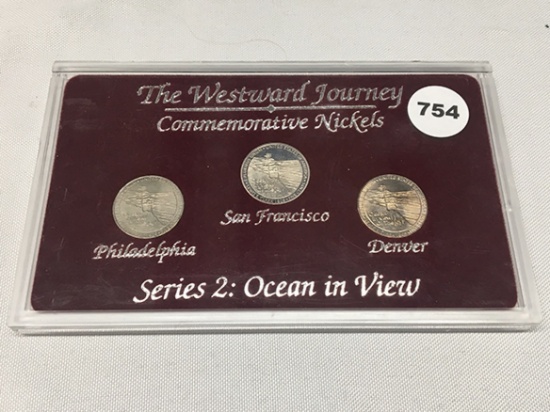 The Westward Journey
754
Commemorative Nickels
San Francisco
Philadelphia
Denver
Series 2: Ocean in View